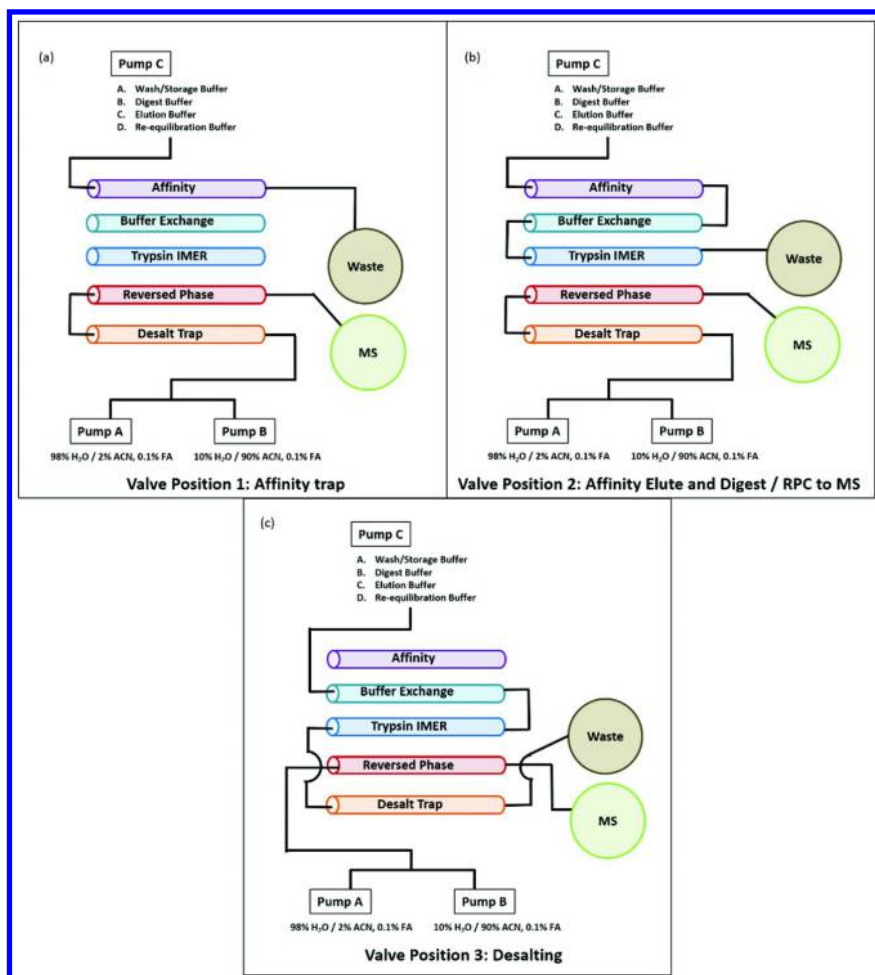 (a)
Pump C
A. Wash/Storage Buffer
B. Digest Buffer
C. Elution Buffer
D. Re-equilibration Buffer
Affinity
Buffer Exchange
Trypsin IMER
Waste
Reversed Phase
Desalt Trap
MS
Pump A
Pump B
98% H₂O / 2% ACN, 0.1% FA
10% H₂O / 90% ACN, 0.1% FA
Valve Position 1: Affinity trap
(b)
Pump C
A. Wash/Storage Buffer
B. Digest Buffer
C. Elution Buffer
D. Re-equilibration Buffer
Affinity
Buffer Exchange
Trypsin IMER
Waste
Reversed Phase
Desalt Trap
MS
Pump A
Pump B
98% H₂O / 2% ACN, 0.1% FA
10% H₂O / 90% ACN, 0.1% FA
Valve Position 2: Affinity Elute and Digest / RPC to MS
(c)
Pump C
A. Wash/Storage Buffer
B. Digest Buffer
C. Elution Buffer
D. Re-equilibration Buffer
Affinity
Buffer Exchange
Trypsin IMER
Waste
Reversed Phase
Desalt Trap
MS
Pump A
Pump B
98% H₂O / 2% ACN, 0.1% FA
10% H₂O / 90% ACN, 0.1% FA
Valve Position 3: Desalting